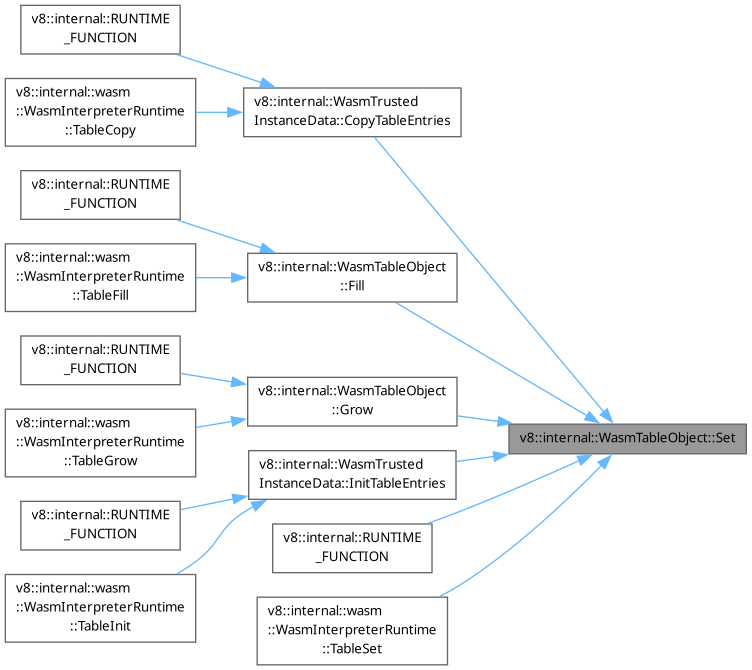 v8::internal::RUNTIME
_FUNCTION
v8::internal::wasm
::WasmInterpreterRuntime
::TableCopy
v8::internal::WasmTrusted
InstanceData::CopyTableEntries
v8::internal::RUNTIME
_FUNCTION
v8::internal::wasm
::WasmInterpreterRuntime
::TableFill
v8::internal::WasmTableObject
::Fill
v8::internal::RUNTIME
_FUNCTION
v8::internal::wasm
::WasmInterpreterRuntime
::TableGrow
v8::internal::WasmTableObject
::Grow
v8::internal::WasmTableObject::Set
v8::internal::WasmTrusted
InstanceData::InitTableEntries
v8::internal::RUNTIME
_FUNCTION
v8::internal::RUNTIME
_FUNCTION
v8::internal::wasm
::WasmInterpreterRuntime
::TableInit
v8::internal::wasm
::WasmInterpreterRuntime
::TableSet